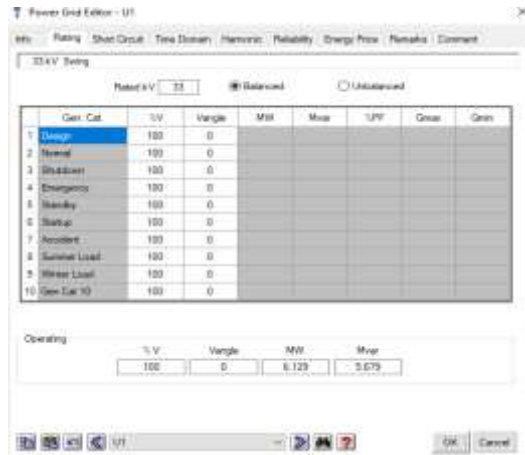 Power Grid Editor - U1
Info Rating Short Circuit Time Domain Harmonic Reliability Energy Price Remarks Comment
33 kV Swing
Rated kV 33 Balanced Unbalanced
Gen. Cat. %V Vangle MW Mvar %PF Qmax Qmin
1 Design 100 0
2 Normal 100 0
3 Shutdown 100 0
4 Emergency 100 0
5 Standby 100 0
6 Startup 100 0
7 Accident 100 0
8 Summer Load 100 0
9 Winter Load 100 0
10 Gen Cat 10 100 0
Operating
% V Vangle MW Mvar
100 0 6.129 5.679
U1
OK Cancel